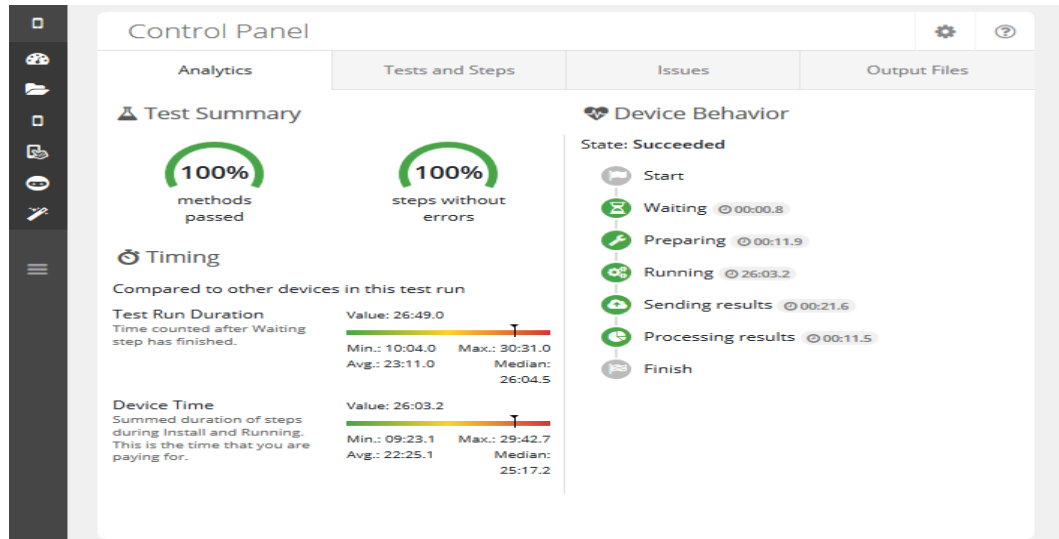 Control Panel
Analytics
Tests and Steps
Issues
Output Files
Test Summary
100%
methods
passed
100%
steps without
errors
Timing
Compared to other devices in this test run
Test Run Duration
Time counted after Waiting
step has finished.
Value: 26:49.0
Min.: 10:04.0 Max.: 30:31.0
Avg.: 23:11.0 Median:
26:04.5
Device Time
Summed duration of steps
during Install and Running.
This is the time that you are
paying for.
Value: 26:03.2
Min.: 09:23.1 Max.: 29:42.7
Avg.: 22:25.1 Median:
25:17.2
Device Behavior
State: Succeeded
Start
Waiting 00:00.8
Preparing 00:11.9
Running 26:03.2
Sending results 00:21.6
Processing results 00:11.5
Finish